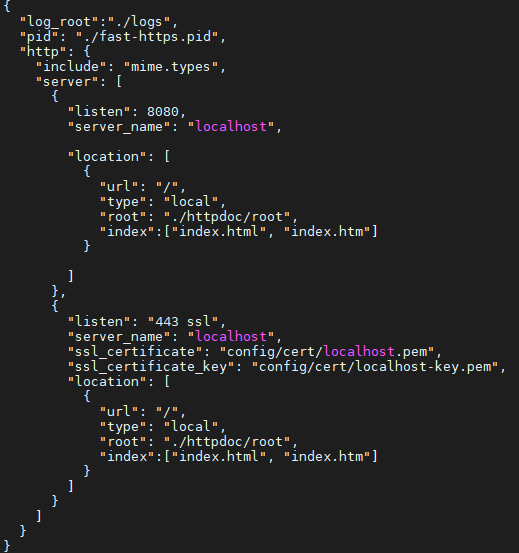 {
  "log_root":"./logs",
  "pid": "./fast-https.pid",
  "http": {
    "include": "mime.types",
    "server": [
      {
        "listen": 8080,
        "server_name": "localhost",

        "location": [
          {
            "url": "/",
            "type": "local",
            "root": "./httpdoc/root",
            "index":["index.html", "index.htm"]
          }

        ]
      },
      {
        "listen": "443 ssl",
        "server_name": "localhost",
        "ssl_certificate": "config/cert/localhost.pem",
        "ssl_certificate_key": "config/cert/localhost-key.pem",
        "location": [
          {
            "url": "/",
            "type": "local",
            "root": "./httpdoc/root",
            "index":["index.html", "index.htm"]
          }
        ]
      }
    ]
  }
}